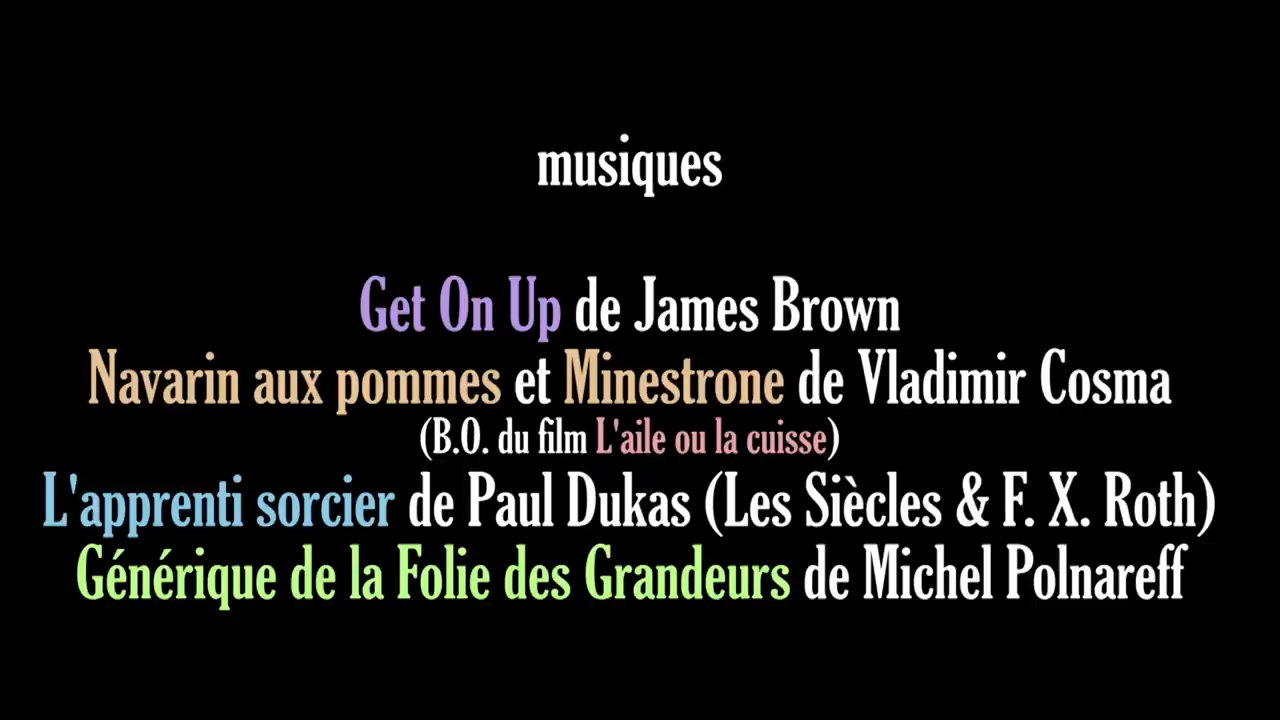 musiques
Get On Up de James Brown
Navarin aux pommes et Minestrone de Vladimir Cosma
(B.O. du film L'aile ou la cuisse)
L'apprenti sorcier de Paul Dukas (Les Siècles & F. X. Roth)
Générique de la Folie des Grandeurs de Michel Polnareff